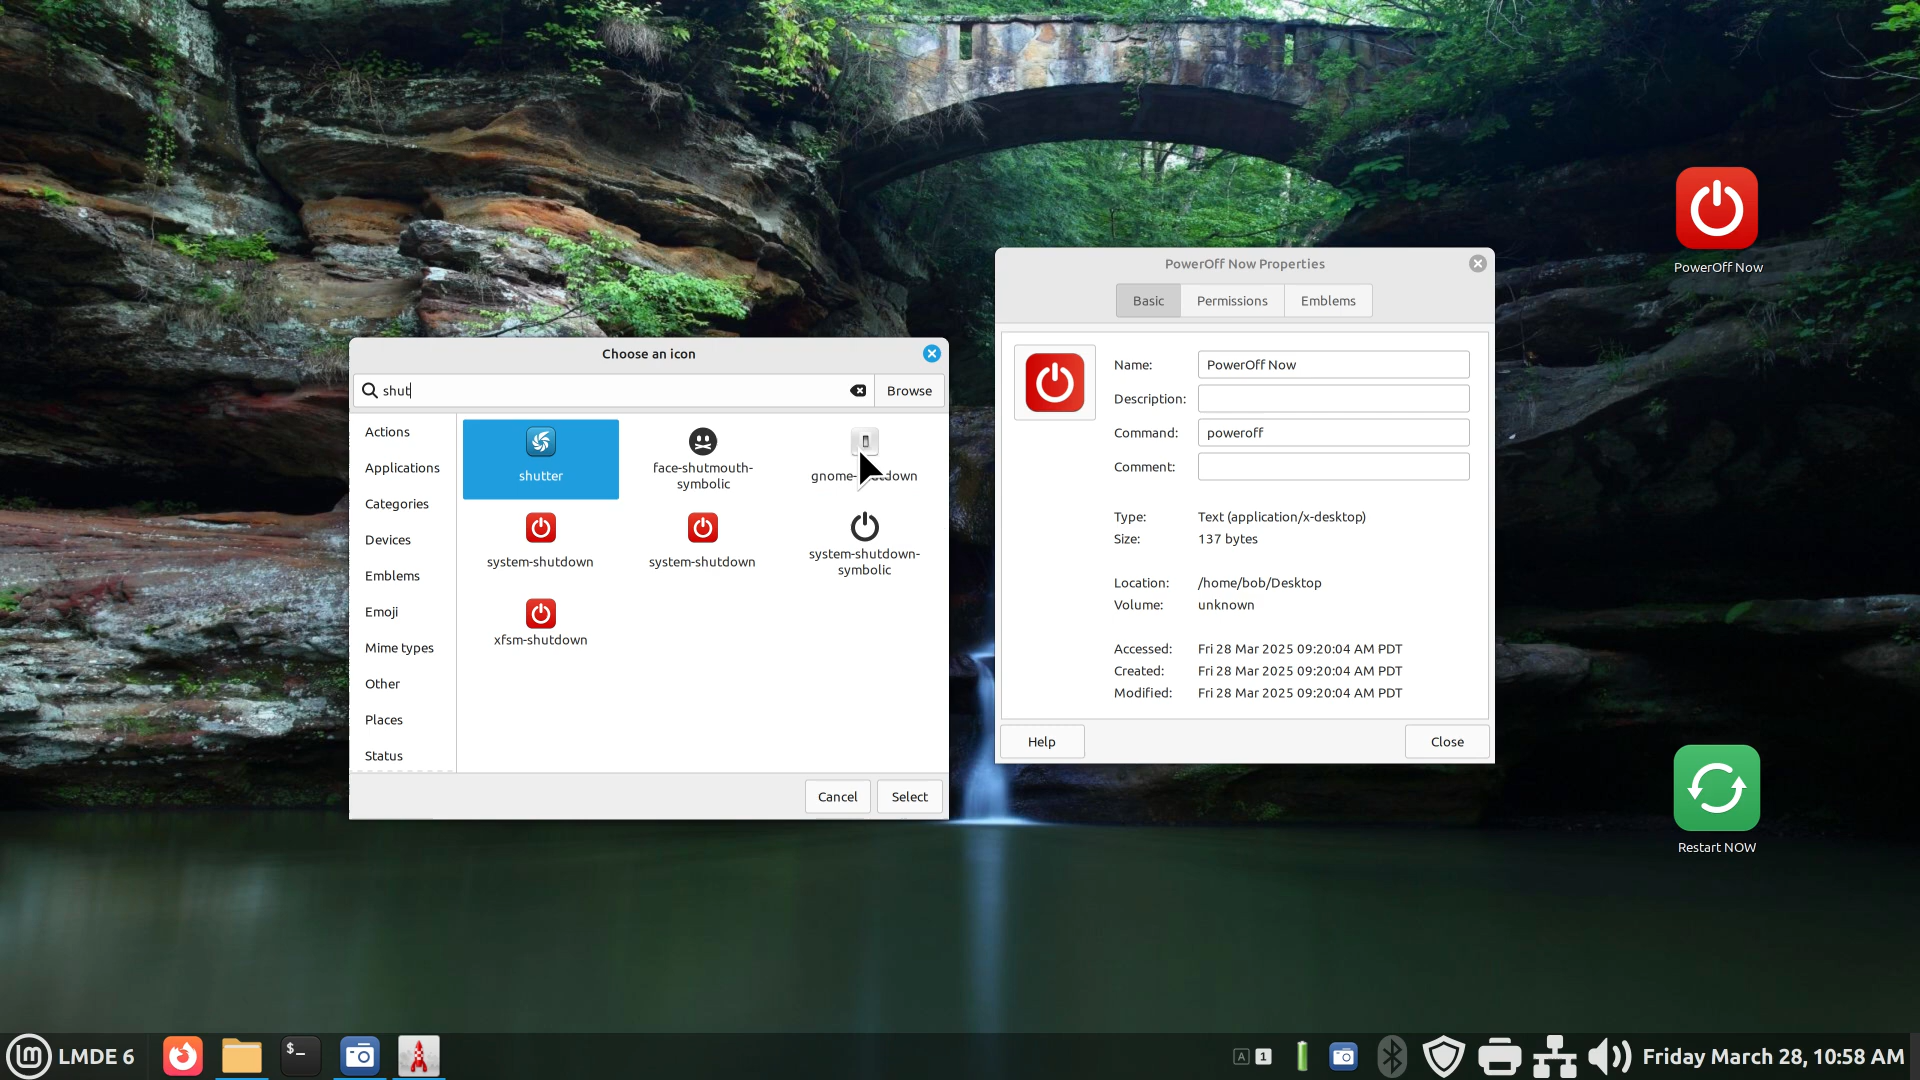 PowerOff Now
PowerOff Now Properties
Basic
Permissions
Emblems
Name:
PowerOff Now
Description:
Command:
poweroff
Comment:
Type:
Text (application/x-desktop)
Size:
137 bytes
Location:
/home/bob/Desktop
Volume:
unknown
Accessed:
Fri 28 Mar 2025 09:20:04 AM PDT
Created:
Fri 28 Mar 2025 09:20:04 AM PDT
Modified:
Fri 28 Mar 2025 09:20:04 AM PDT
Help
Close
Choose an icon
shut
Browse
Actions
Applications
Categories
Devices
Emblems
Emoji
Mime types
Other
Places
Status
shutter
face-shutmouth-
symbolic
system-shutdown
system-shutdown
system-shutdown-
symbolic
xfsm-shutdown
Cancel
Select
Restart NOW
LMDE 6
$_
A
1
Friday March 28, 10:58 AM